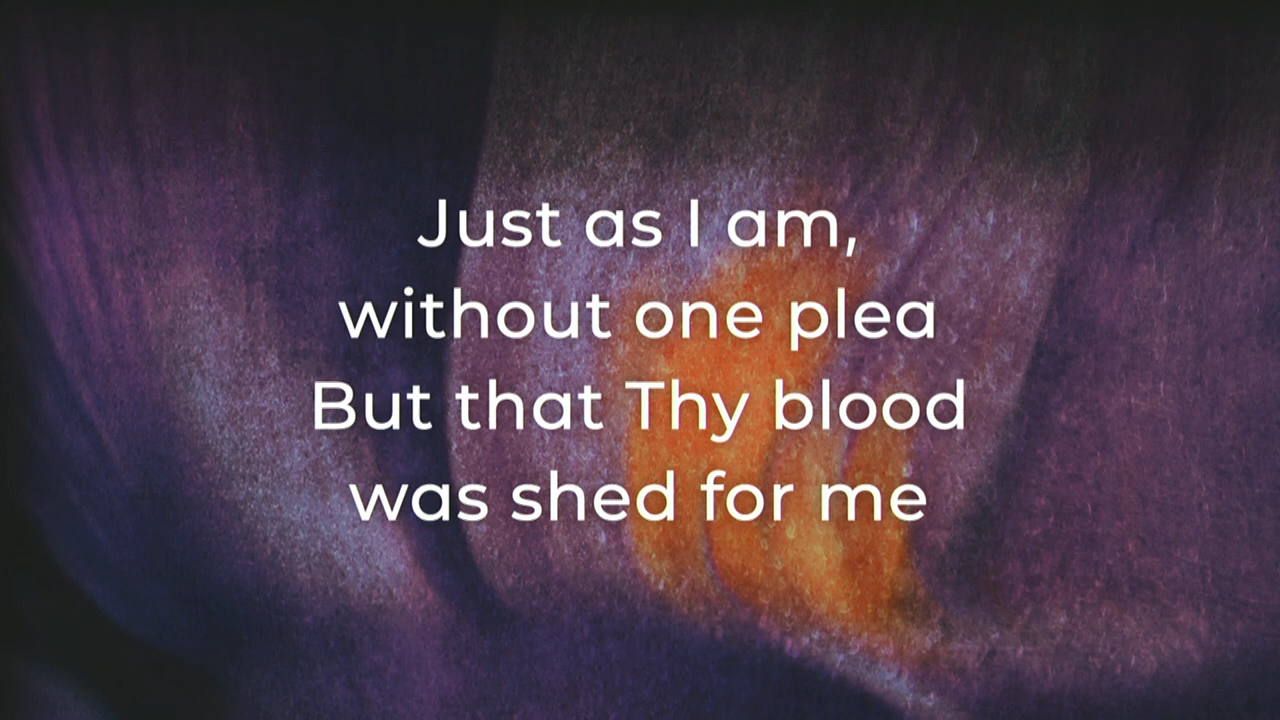 Just as I am,
without one plea
But that Thy blood
was shed for me